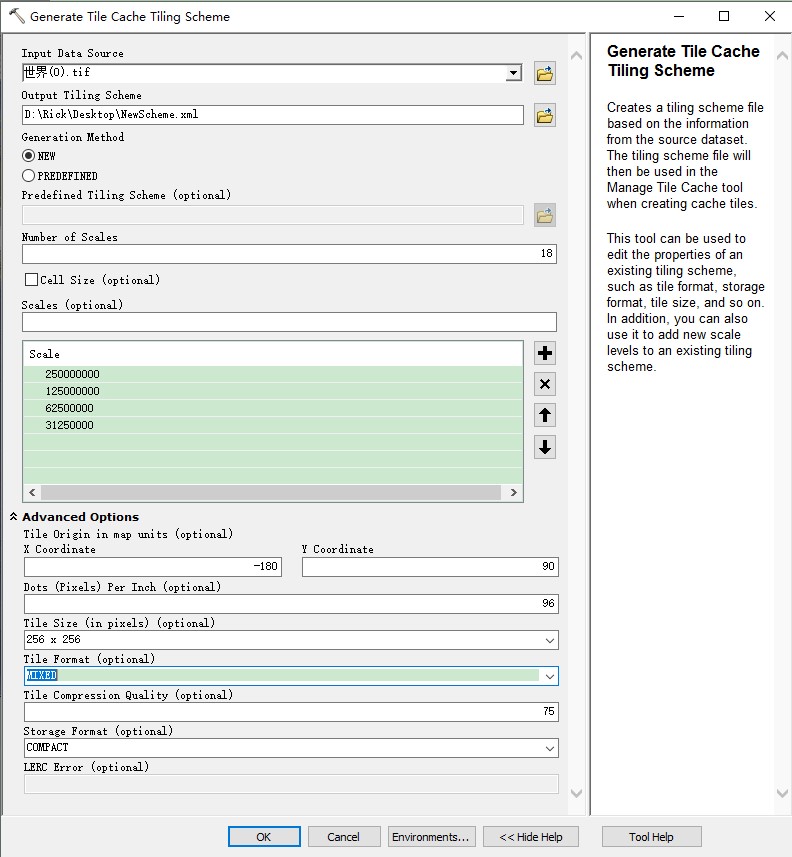 Generate Tile Cache Tiling Scheme
Input Data Source
世界(0).tif
Output Tiling Scheme
D:\Rick\Desktop\NewScheme.xml
Generation Method
NEW
PREDEFINED
Predefined Tiling Scheme (optional)
Number of Scales
18
Cell Size (optional)
Scales (optional)
Scale
250000000
125000000
62500000
31250000
Advanced Options
Tile Origin in map units (optional)
X Coordinate
Y Coordinate
-180
90
Dots (Pixels) Per Inch (optional)
96
Tile Size (in pixels) (optional)
256 x 256
Tile Format (optional)
MIXED
Tile Compression Quality (optional)
75
Storage Format (optional)
COMPACT
LERC Error (optional)
OK
Cancel
Environments...
<< Hide Help
Tool Help
Generate Tile Cache
Tiling Scheme
Creates a tiling scheme file
based on the information
from the source dataset.
The tiling scheme file will
then be used in the
Manage Tile Cache tool
when creating cache tiles.
This tool can be used to
edit the properties of an
existing tiling scheme,
such as tile format, storage
format, tile size, and so on.
In addition, you can also
use it to add new scale
levels to an existing tiling
scheme.